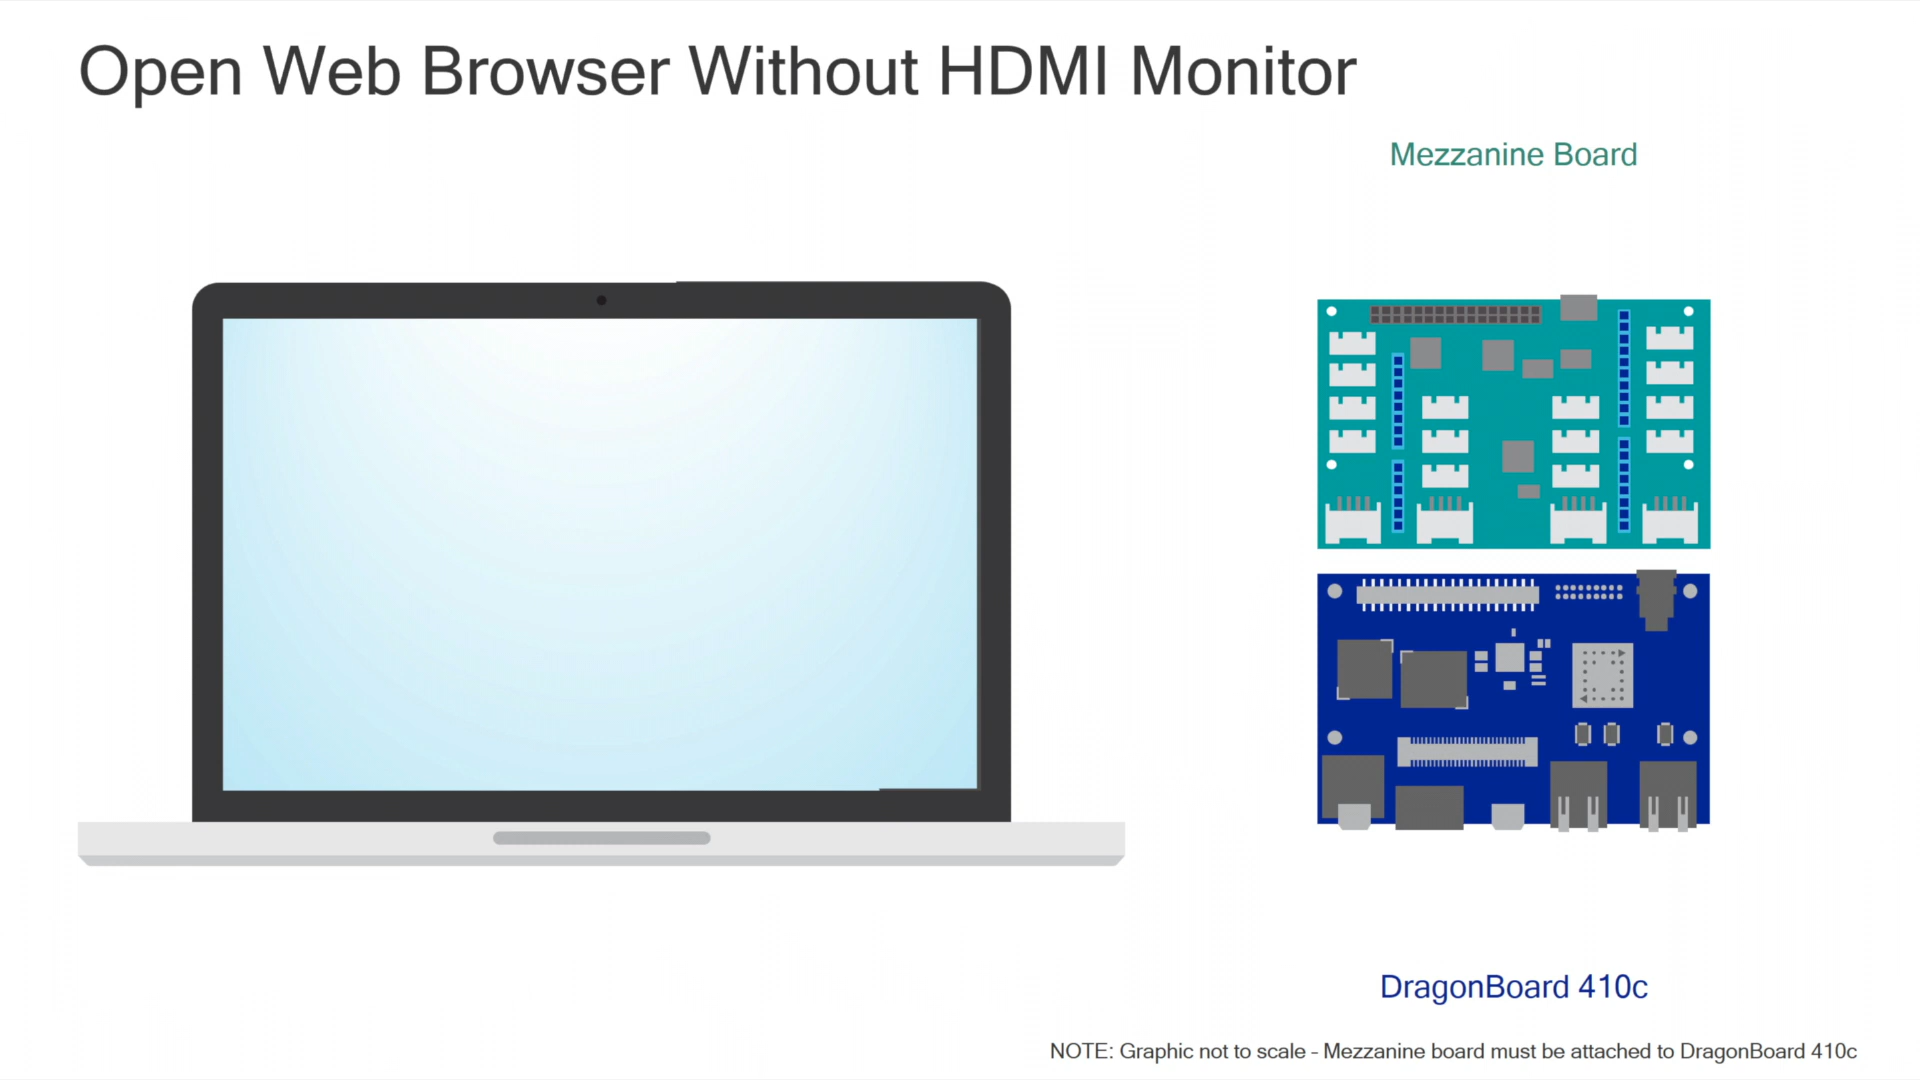 Open Web Browser Without HDMI Monitor
Mezzanine Board
DragonBoard 410c
NOTE: Graphic not to scale - Mezzanine board must be attached to DragonBoard 410c